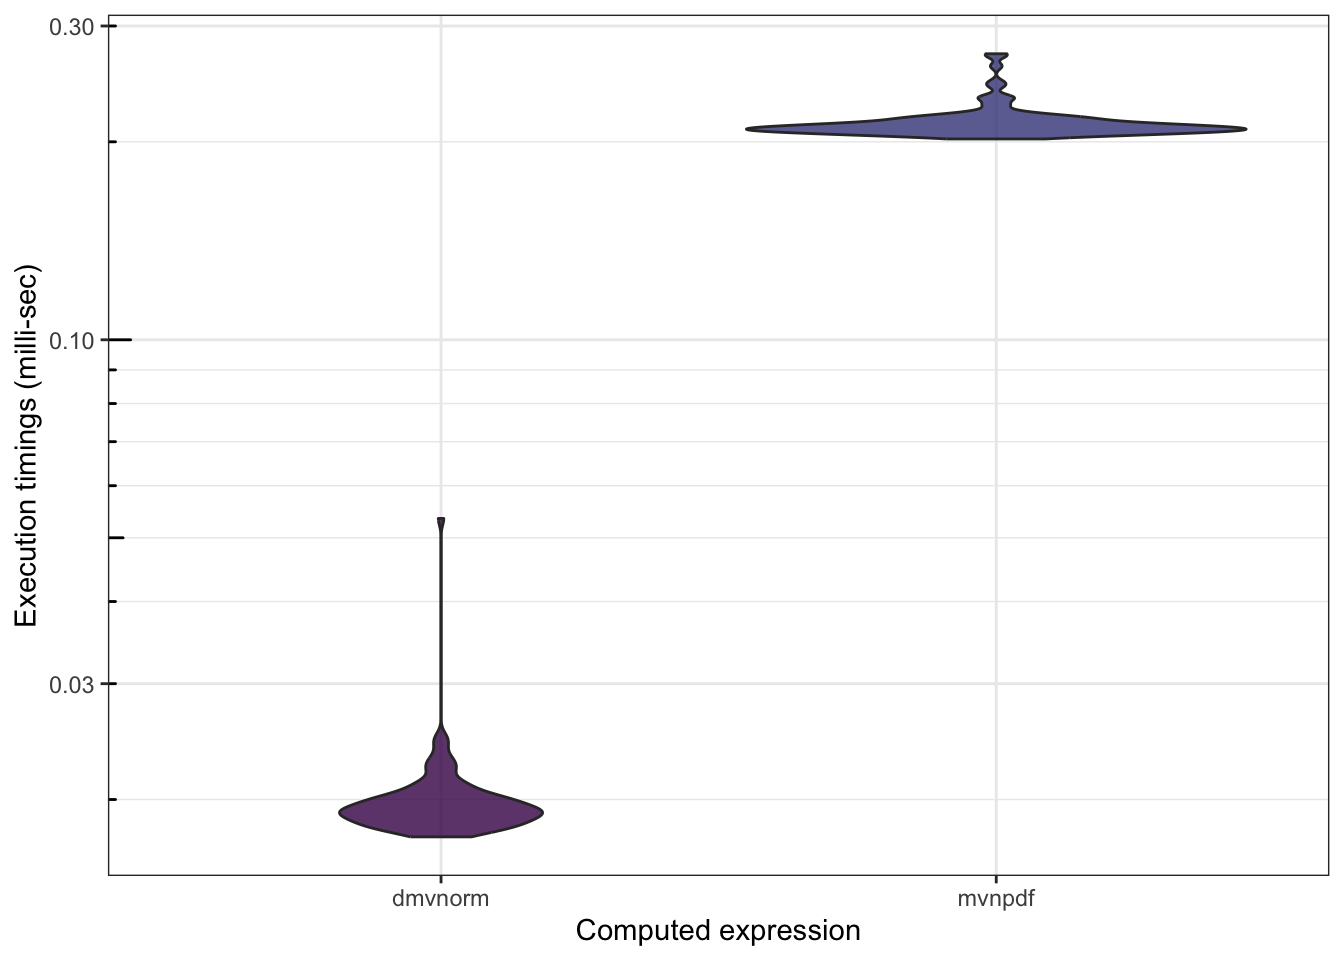 0.30
0.10
0.03
Execution timings (milli-sec)
dmvnorm
mvnpdf
Computed expression